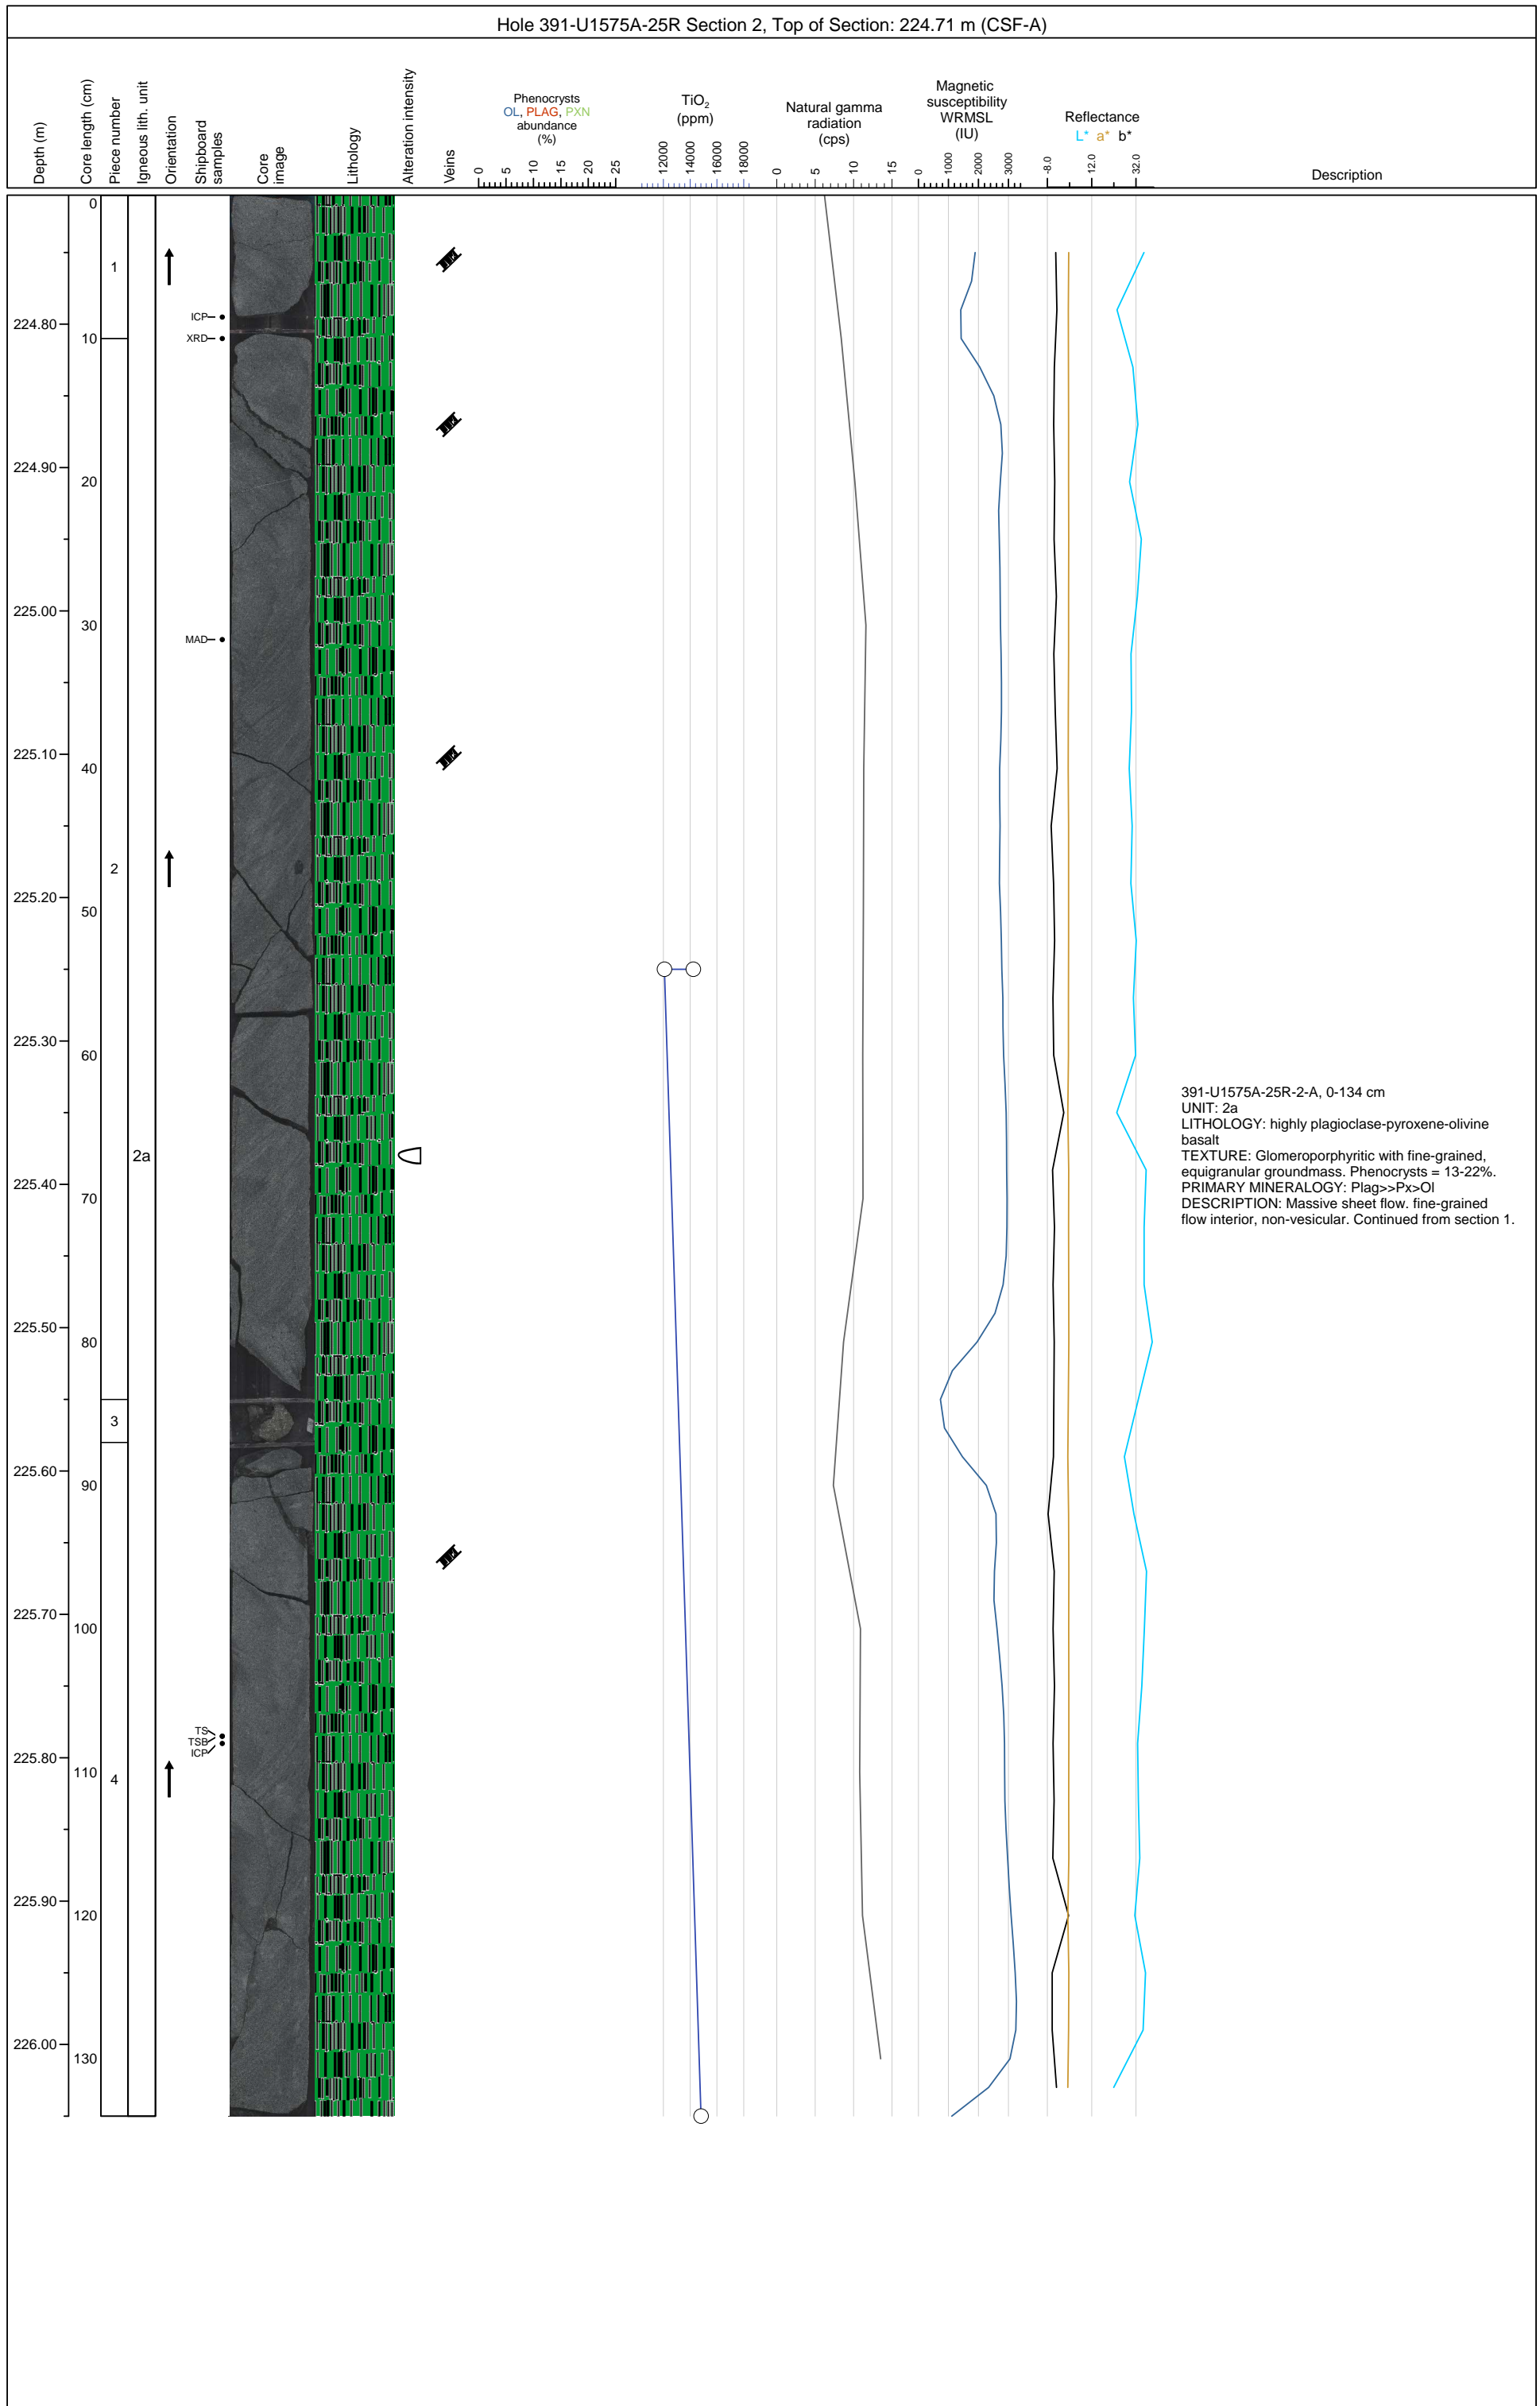 Hole 391-U1575A-25R Section 2, Top of Section: 224.71 m (CSF-A)
Depth (m)
Core length (cm)
Piece number
Igneous lith. unit
Orientation
Shipboard
samples
Core
image
Lithology
Alteration intensity
Veins
Phenocrysts
OL, PLAG, PXN
abundance
(%)
0 5 10 15 20 25
TiO2
(ppm)
12000 14000 16000 18000
Natural gamma
radiation
(cps)
0 5 10 15
Magnetic
susceptibility
WRMSL
(IU)
0 1000 2000 3000
Reflectance
L* a* b*
-8.0 12.0 32.0
Description
0
1
ICP
224.80
10
XRD
224.90
20
225.00
30
MAD
225.10
40
2
225.20
50
225.30
60
2a
225.40
70
225.50
80
3
225.60
90
225.70
100
TS
TSB
ICP
225.80
110
4
225.90
120
226.00
130
391-U1575A-25R-2-A, 0-134 cm
UNIT: 2a
LITHOLOGY: highly plagioclase-pyroxene-olivine
basalt
TEXTURE: Glomeroporphyritic with fine-grained,
equigranular groundmass. Phenocrysts = 13-22%.
PRIMARY MINERALOGY: Plag>>Px>Ol
DESCRIPTION: Massive sheet flow. fine-grained
flow interior, non-vesicular. Continued from section 1.